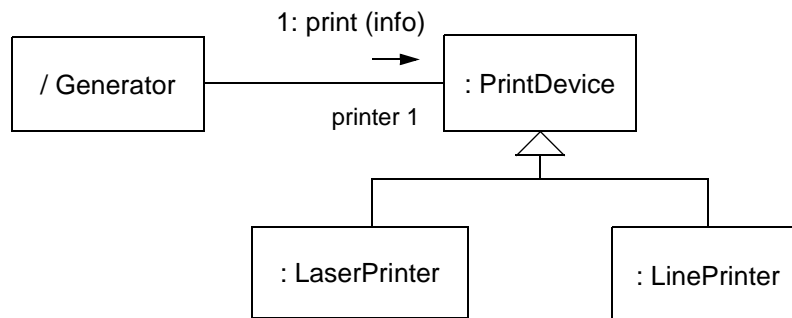 1: print (info)
/ Generator
: PrintDevice
printer 1
: LaserPrinter
: LinePrinter